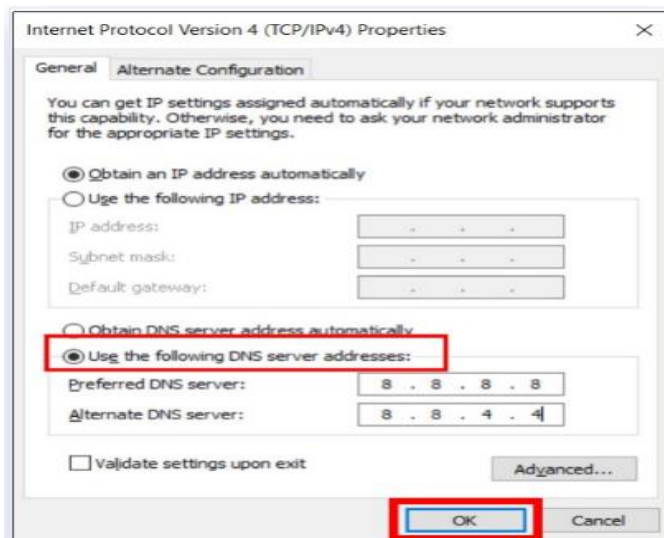 Internet Protocol Version 4 (TCP/IPv4) Properties
General Alternate Configuration
You can get IP settings assigned automatically if your network supports
this capability. Otherwise, you need to ask your network administrator
for the appropriate IP settings.
Obtain an IP address automatically
Use the following IP address:
IP address: . . .
Subnet mask: . . .
Default gateway: . . .
Obtain DNS server address automatically
Use the following DNS server addresses:
Preferred DNS server: 8 . 8 . 8 . 8
Alternate DNS server: 8 . 8 . 4 . 4
Validate settings upon exit Advanced...
OK Cancel